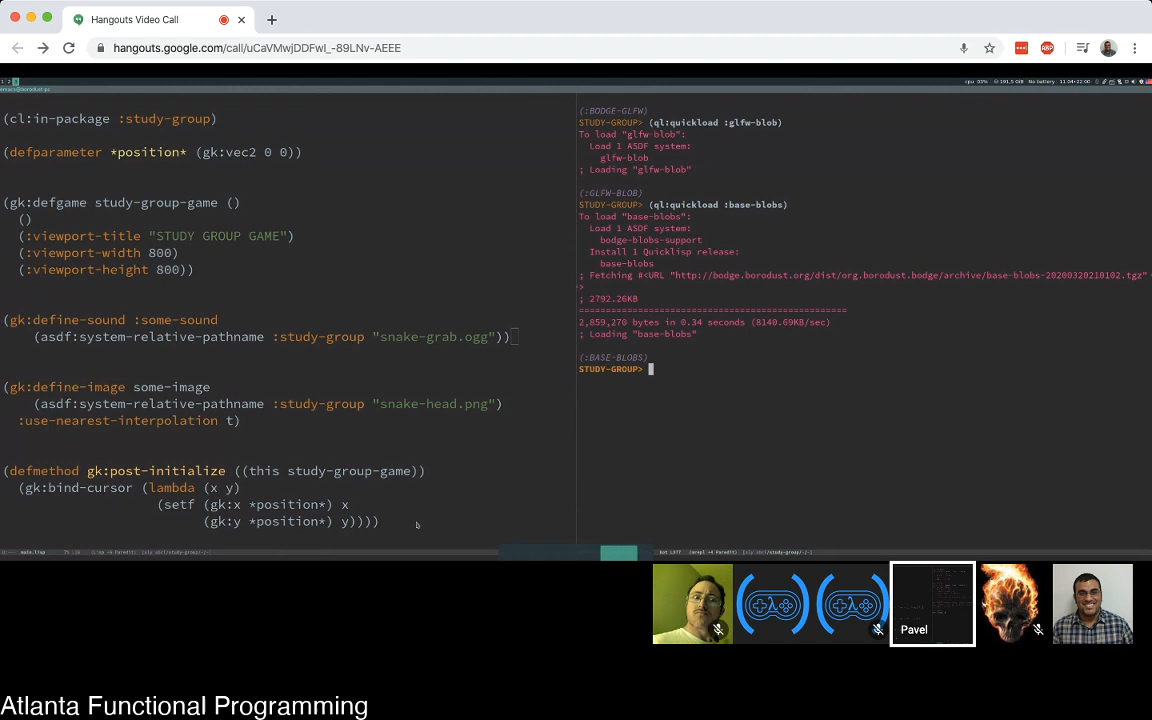 Hangouts Video Call
hangouts.google.com/call/uCaVMwjDDFwI_-89LNv-AEEE
ABP
(cl:in-package :study-group)
(defparameter *position* (gk:vec2 0 0))
(gk:defgame study-group-game ()
()
(:viewport-title "STUDY GROUP GAME")
(:viewport-width 800)
(:viewport-height 800))
(gk:define-sound :some-sound
(asdf:system-relative-pathname :study-group "snake-grab.ogg"))
(gk:define-image some-image
(asdf:system-relative-pathname :study-group "snake-head.png")
:use-nearest-interpolation t)
(defmethod gk:post-initialize ((this study-group-game))
(gk:bind-cursor (lambda (x y)
(setf (gk:x *position*) x
(gk:y *position*) y))))
(:BODGE-GLFW)
STUDY-GROUP> (ql:quickload :glfw-blob)
To load "glfw-blob":
Load 1 ASDF system:
glfw-blob
; Loading "glfw-blob"
(:GLFW-BLOB)
STUDY-GROUP> (ql:quickload :base-blobs)
To load "base-blobs":
Load 1 ASDF system:
bodge-blobs-support
Install 1 Quicklisp release:
base-blobs
; Fetching #<URL "http://bodge.borodust.org/dist/org.borodust.bodge/archive/base-blobs-20200320210102.tgz"
>
; 2792.26KB
==================================================
2,859,270 bytes in 0.34 seconds (8140.69KB/sec)
; Loading "base-blobs"
(:BASE-BLOBS)
STUDY-GROUP>
Pavel
Atlanta Functional Programming